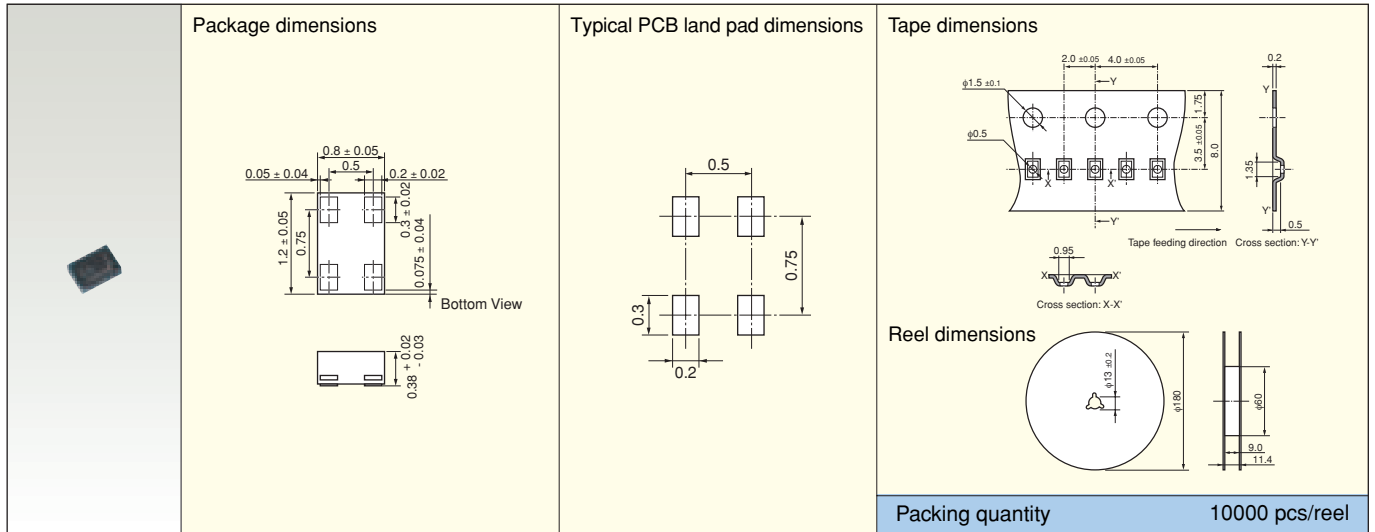 Package dimensions
0.8 ± 0.05
0.5
0.05 ± 0.04
0.2 ± 0.02
0.3 ± 0.02
1.2 ± 0.05
0.75
0.075 ± 0.04
Bottom View
0.38 + 0.02
- 0.03
Typical PCB land pad dimensions
0.5
0.75
0.3
0.2
Tape dimensions
2.0 ±0.05
4.0 ±0.05
Y
φ1.5 ±0.1
φ0.5
X
X'
Y'
1.75
3.5 ±0.05
8.0
Tape feeding direction
0.2
Y
1.35
Y'
0.5
Cross section: Y-Y'
0.95
X
X'
Cross section: X-X'
Reel dimensions
φ13 ±0.2
φ180
φ60
9.0
11.4
Packing quantity 10000 pcs/reel